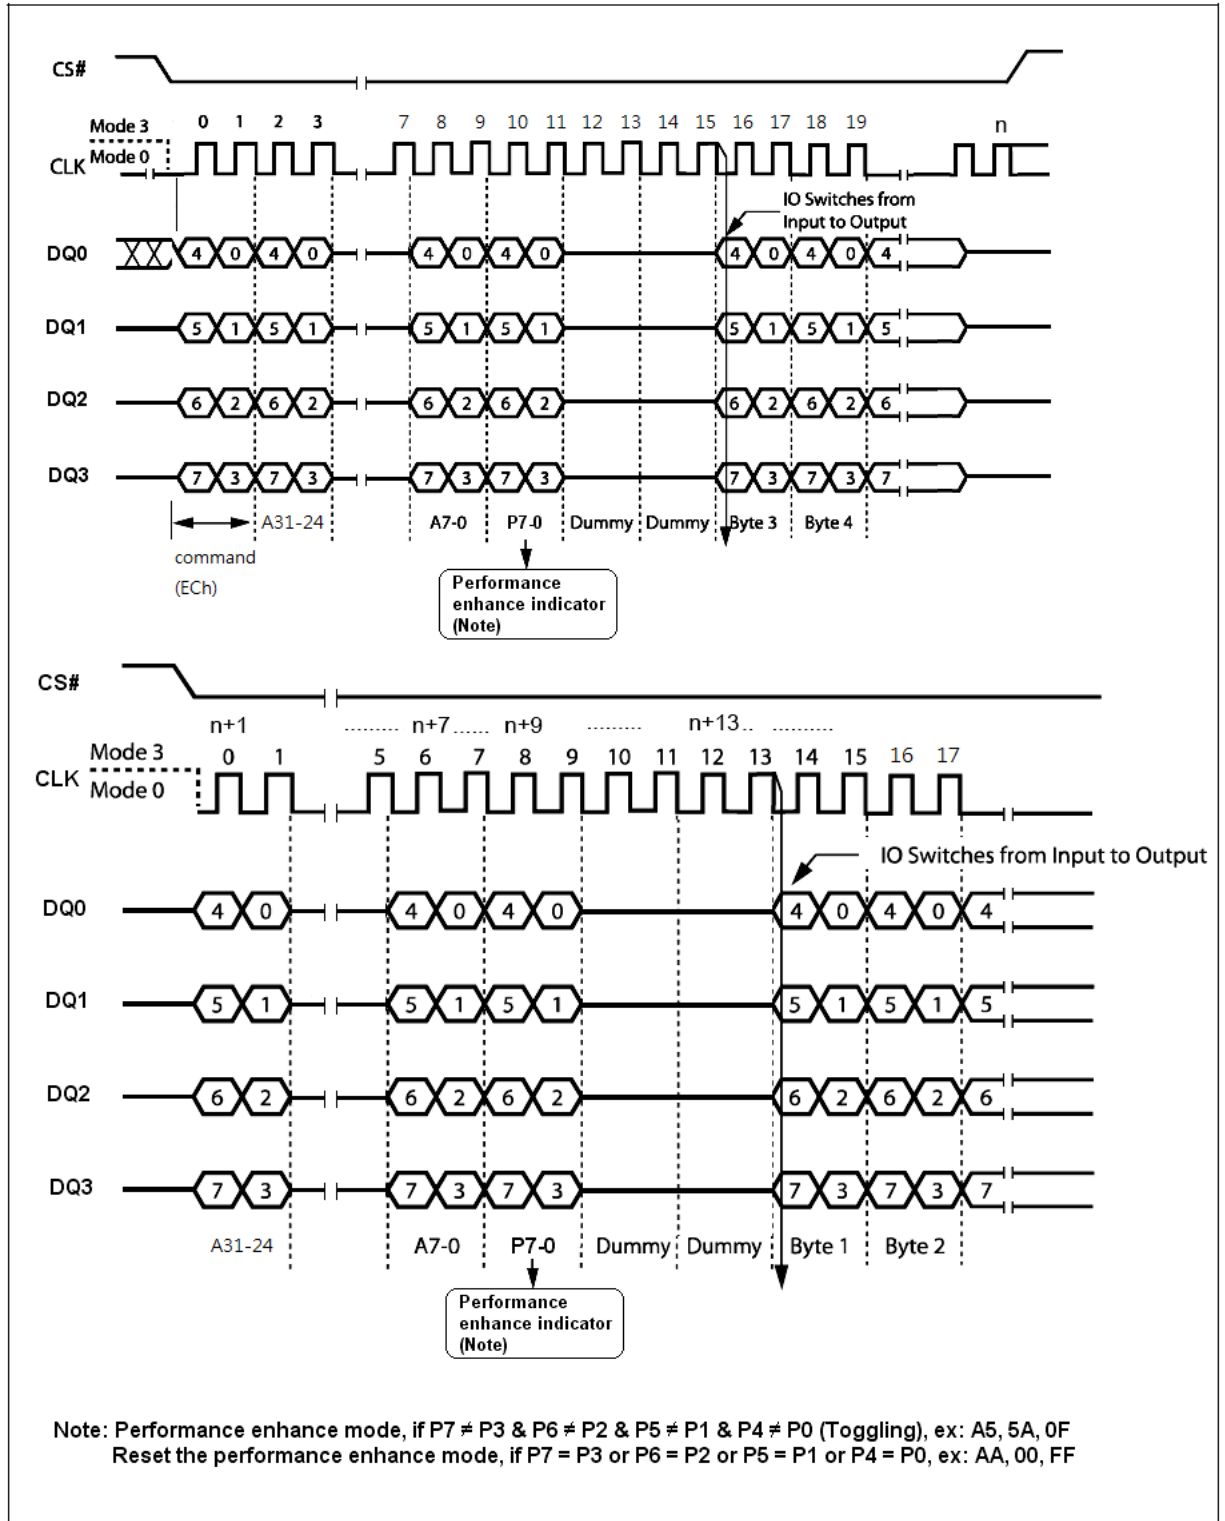 CS#
Mode 3
0 1 2 3 7 8 9 10 11 12 13 14 15 16 17 18 19 n
CLK Mode 0
IO Switches from
Input to Output
DQ0 4 0 4 0 4 0 4 0 4 0 4 0 4
DQ1 5 1 5 1 5 1 5 1 5 1 5 1 5
DQ2 6 2 6 2 6 2 6 2 6 2 6 2 6
DQ3 7 3 7 3 7 3 7 3 7 3 7 3 7
A31-24 A7-0 P7-0 Dummy Dummy Byte 3 Byte 4
command
(ECh)
Performance
enhance indicator
(Note)
CS#
n+1 ......... n+7 ...... n+9 ......... n+13 .. ..........
Mode 3
0 1 5 6 7 8 9 10 11 12 13 14 15 16 17
CLK
Mode 0
IO Switches from Input to Output
DQ0 4 0 4 0 4 0 4 0 4 0 4
DQ1 5 1 5 1 5 1 5 1 5 1 5
DQ2 6 2 6 2 6 2 6 2 6 2 6
DQ3 7 3 7 3 7 3 7 3 7 3 7
A31-24 A7-0 P7-0 Dummy Dummy Byte 1 Byte 2
Performance
enhance indicator
(Note)
Note: Performance enhance mode, if P7 ≠ P3 & P6 ≠ P2 & P5 ≠ P1 & P4 ≠ P0 (Toggling), ex: A5, 5A, 0F
Reset the performance enhance mode, if P7 = P3 or P6 = P2 or P5 = P1 or P4 = P0, ex: AA, 00, FF